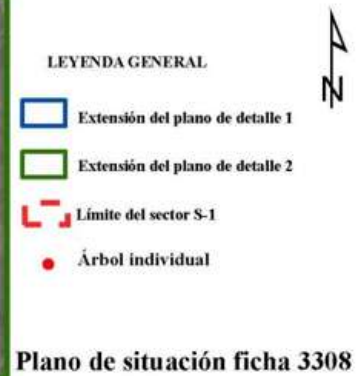 N
LEYENDA GENERAL
Extensión del plano de detalle 1
Extensión del plano de detalle 2
Límite del sector S-1
Árbol individual
Plano de situación ficha 3308